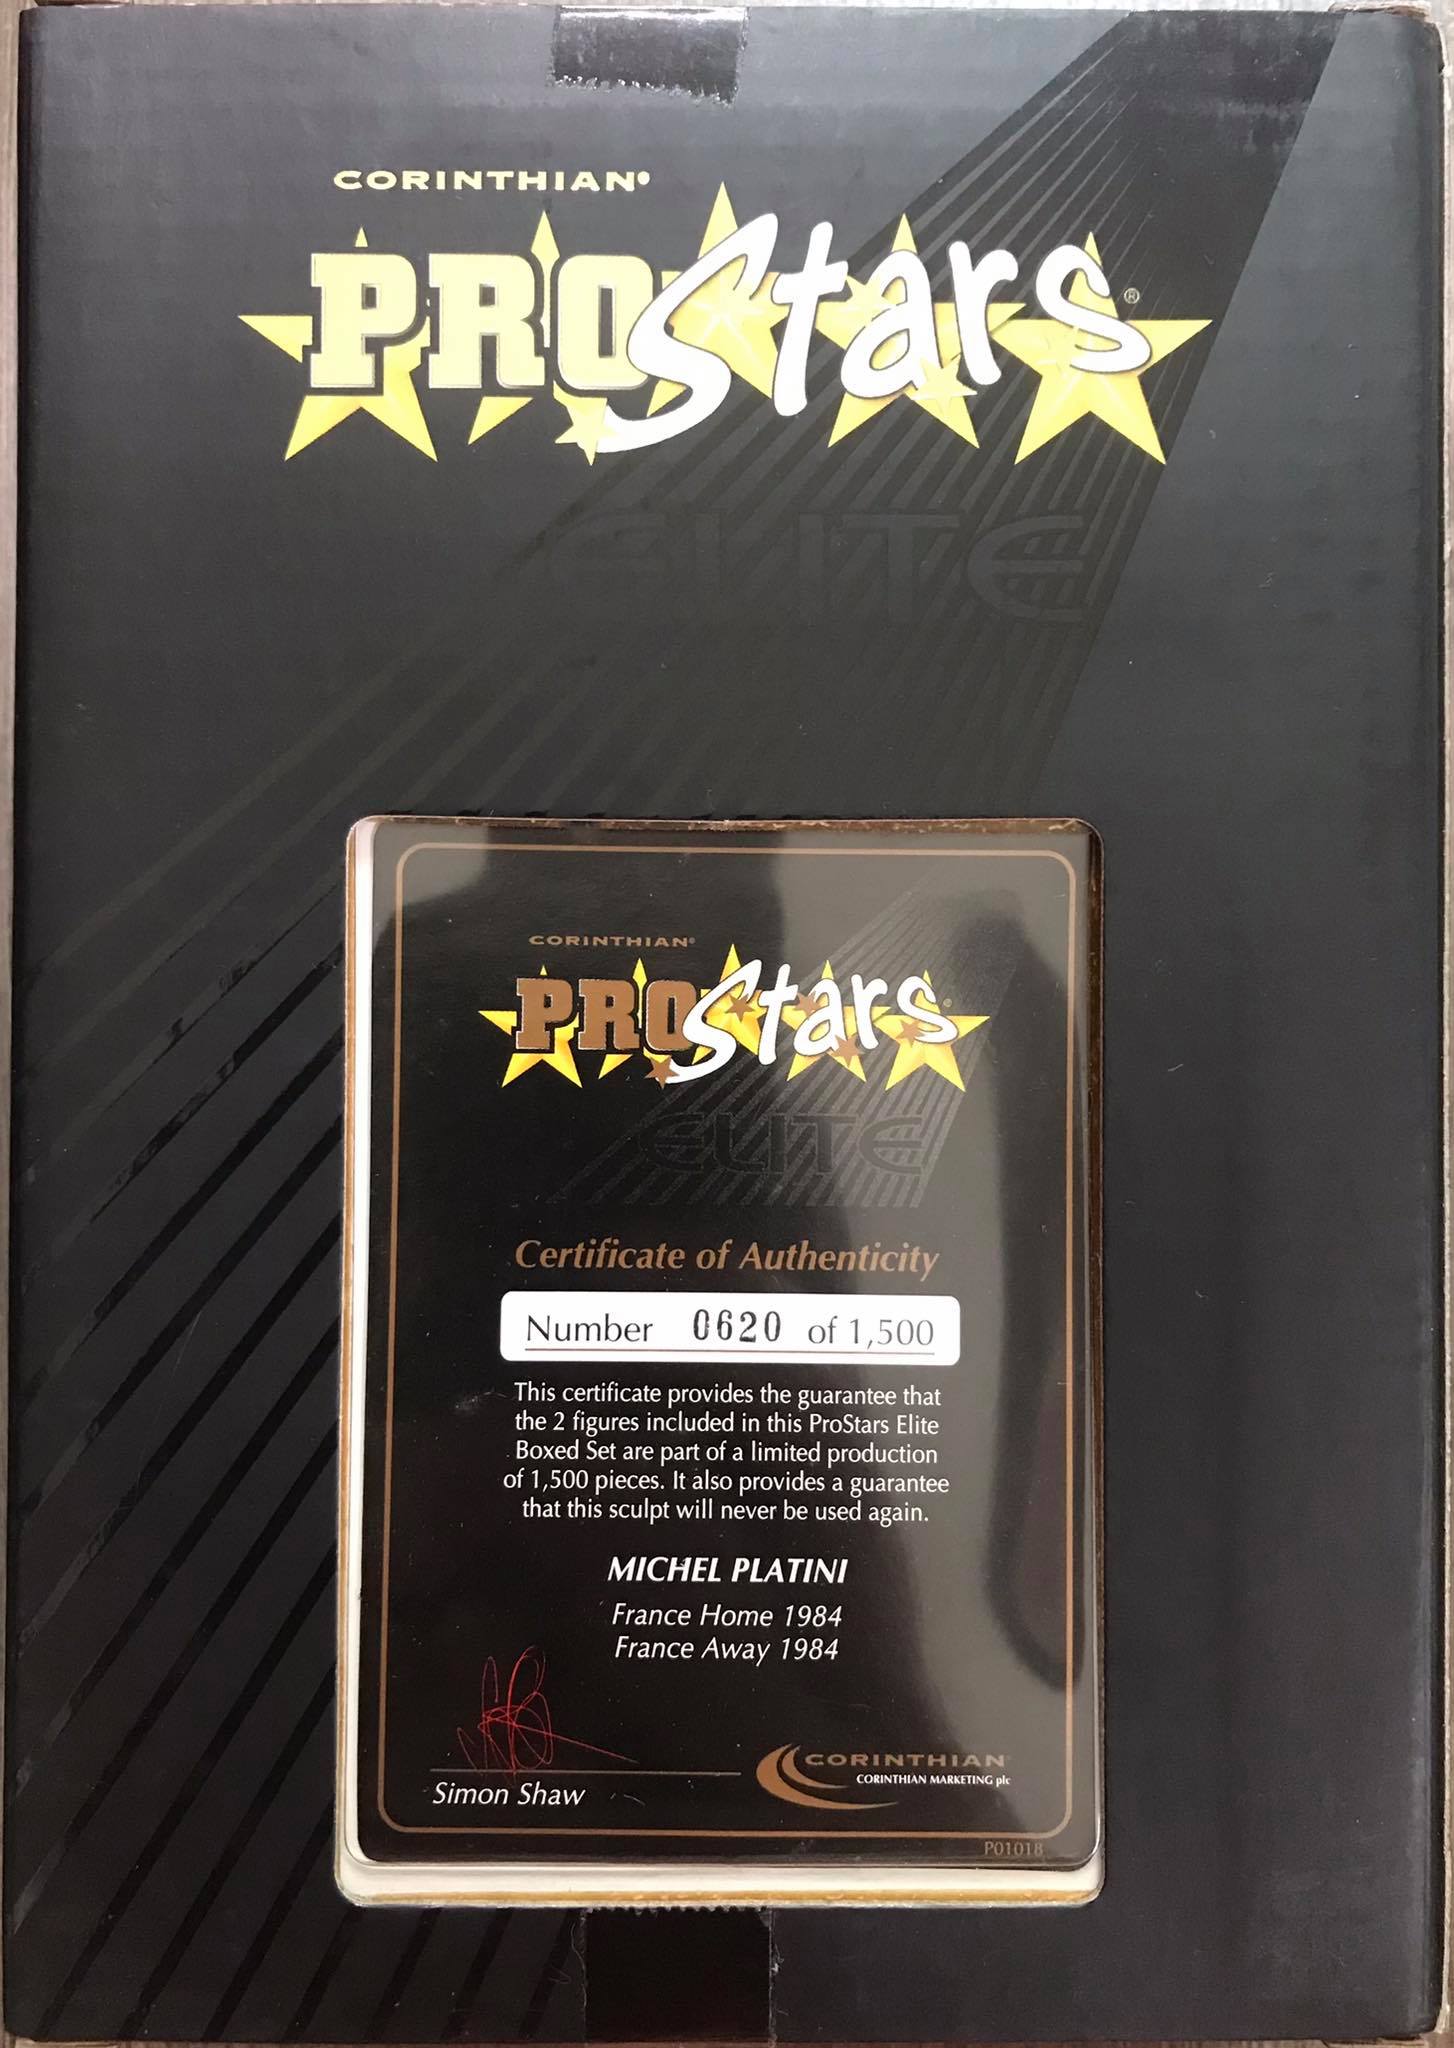 CORINTHIAN®
PROStars®
ELITE
CORINTHIAN®
PROStars®
ELITE
Certificate of Authenticity
Number 0620 of 1,500
This certificate provides the guarantee that
the 2 figures included in this ProStars Elite
Boxed Set are part of a limited production
of 1,500 pieces. It also provides a guarantee
that this sculpt will never be used again.
MICHEL PLATINI
France Home 1984
France Away 1984
Simon Shaw
CORINTHIAN
CORINTHIAN MARKETING plc
P01018